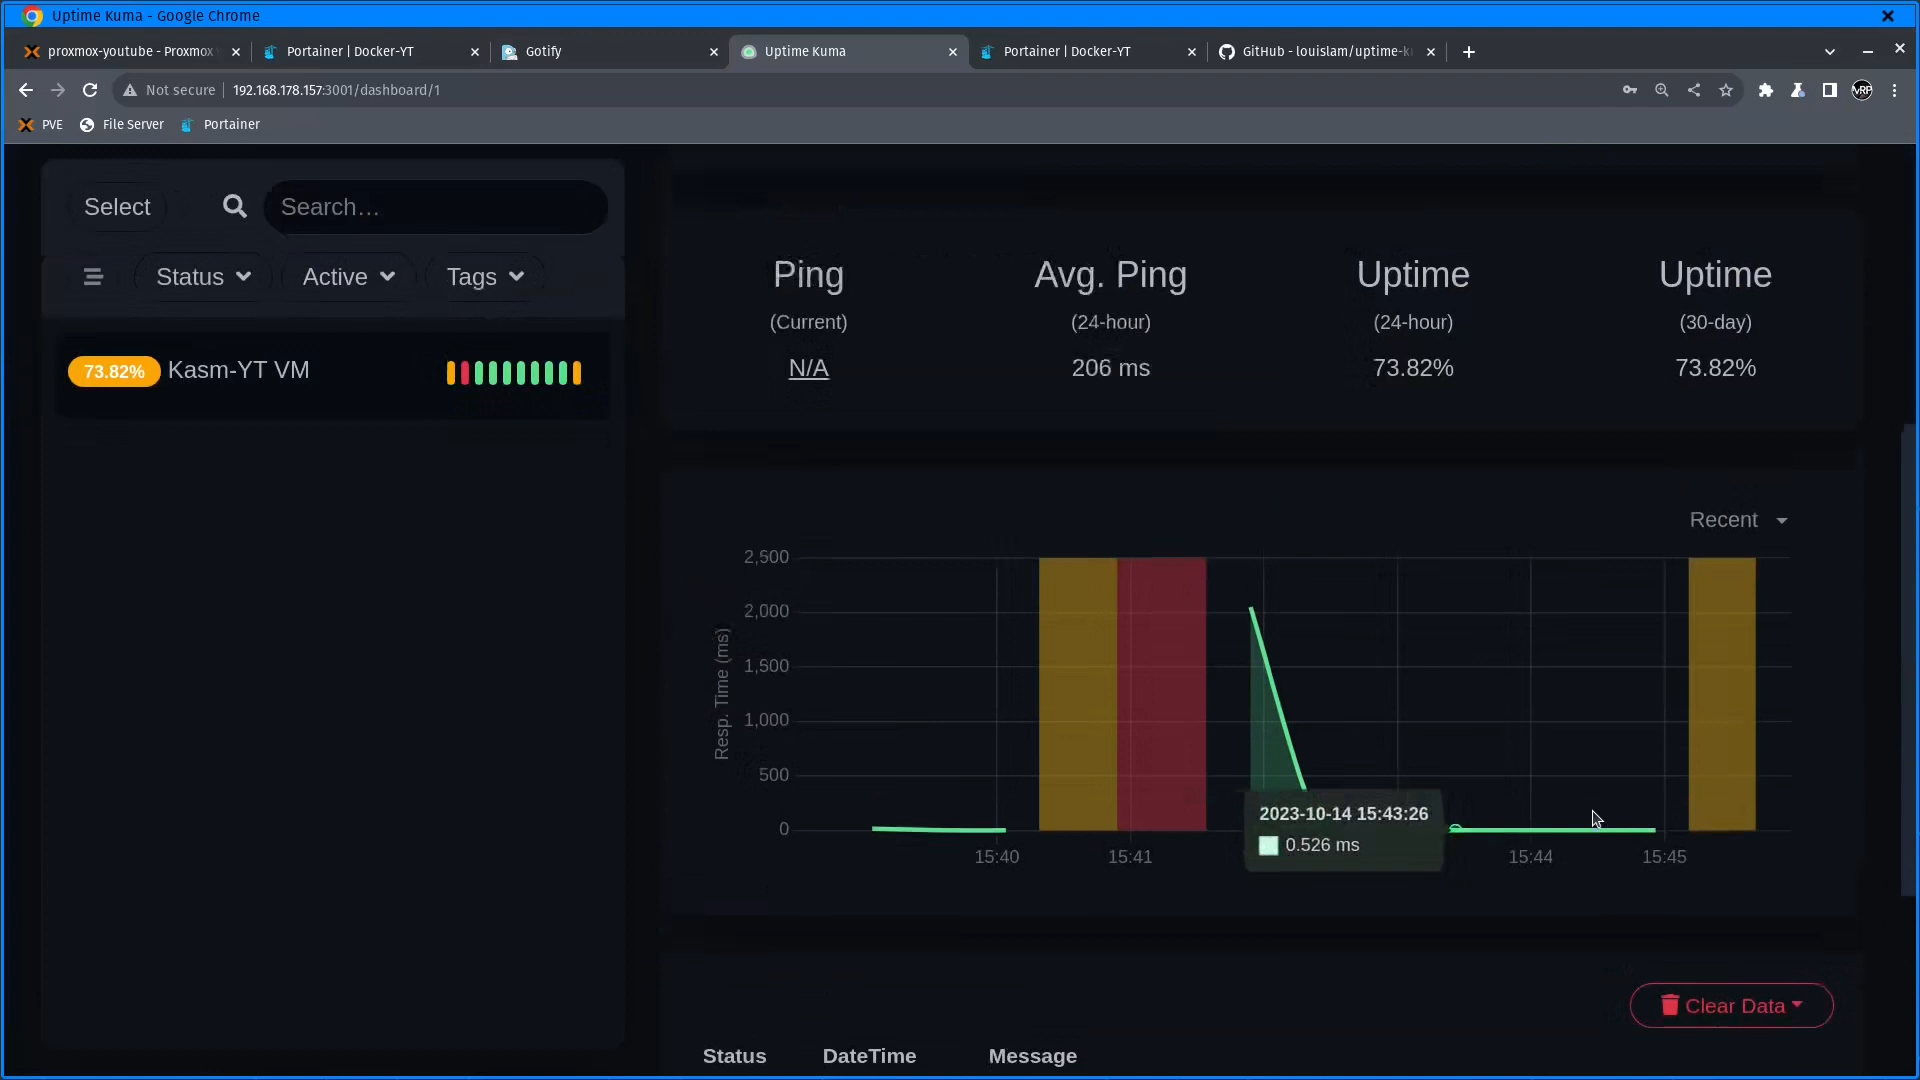 Uptime Kuma - Google Chrome
proxmox-youtube - Proxmox
Portainer | Docker-YT
Gotify
Uptime Kuma
Portainer | Docker-YT
GitHub - louislam/uptime-k
Not secure
192.168.178.157:3001/dashboard/1
VRP
PVE
File Server
Portainer
Select
Search…
Status
Active
Tags
73.82%
Kasm-YT VM
Ping
(Current)
N/A
Avg. Ping
(24-hour)
206 ms
Uptime
(24-hour)
73.82%
Uptime
(30-day)
73.82%
Recent
Resp. Time (ms)
2,500
2,000
1,500
1,000
500
0
15:40
15:41
2023-10-14 15:43:26
0.526 ms
15:44
15:45
Clear Data
Status
DateTime
Message